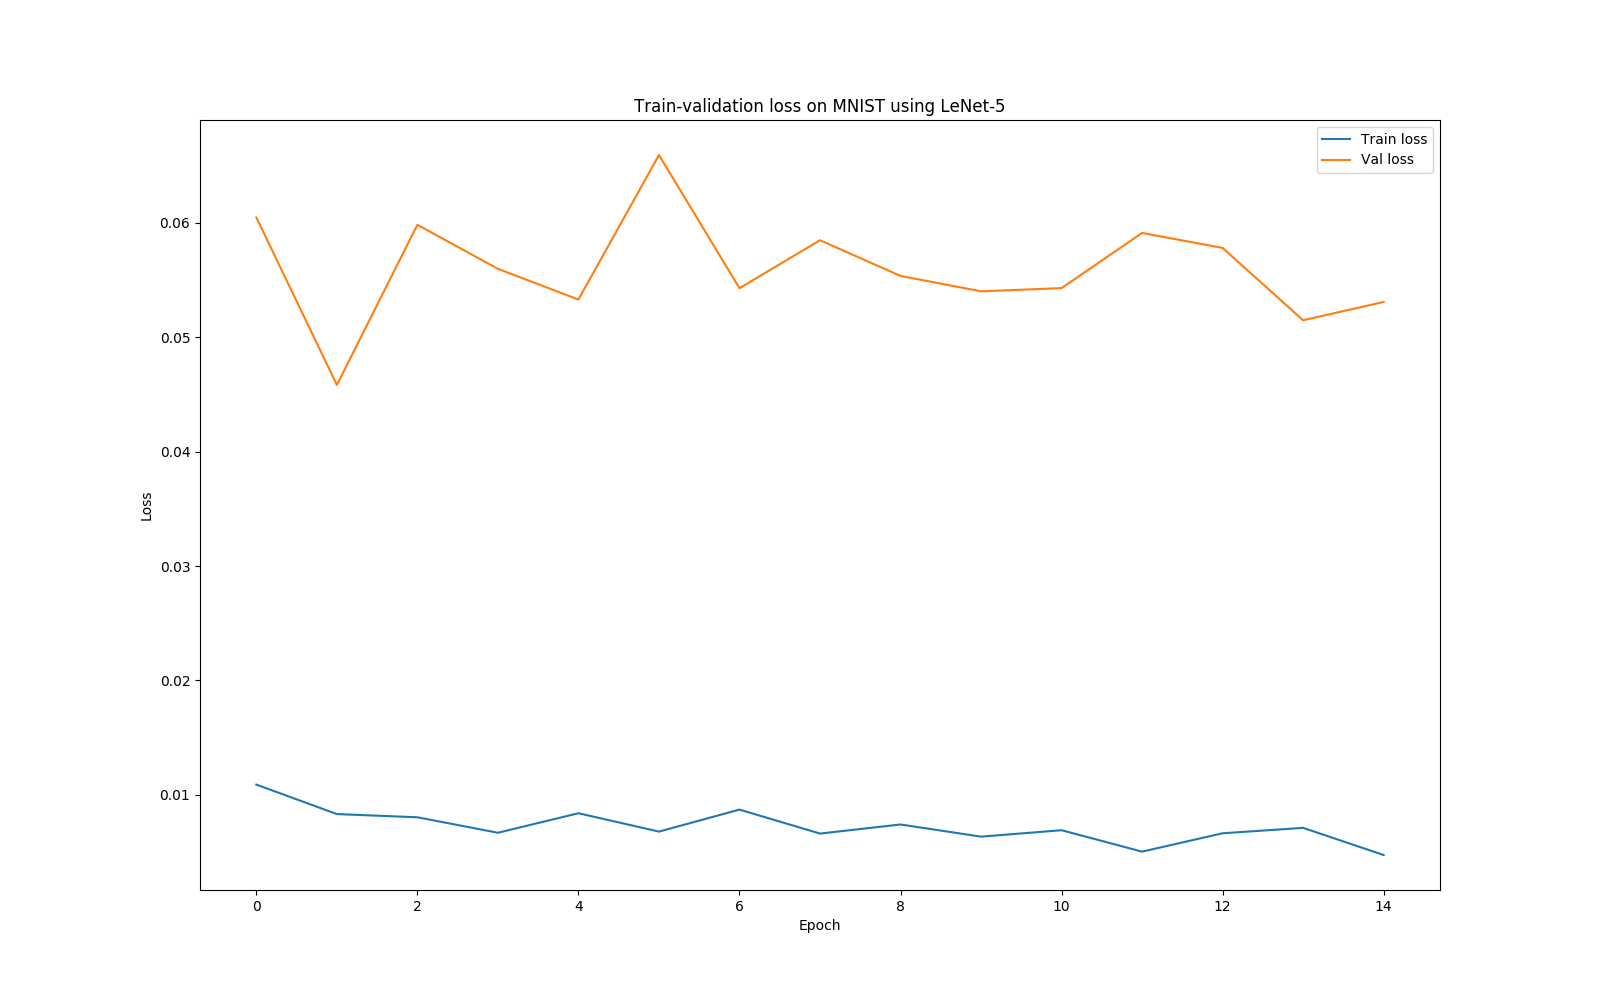 Train-validation loss on MNIST using LeNet-5
Train loss
Val loss
0.06
0.05
0.04
0.03
0.02
0.01
Loss
0 2 4 6 8 10 12 14
Epoch